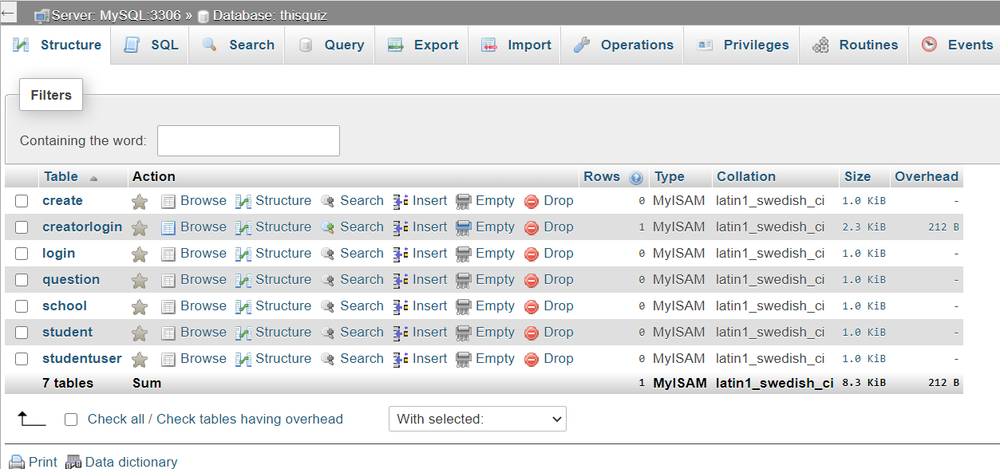 Server: MySQL:3306 » Database: thisquiz
Structure SQL Search Query Export Import Operations Privileges Routines Events
Filters
Containing the word:
Table Action Rows Type Collation Size Overhead
create Browse Structure Search Insert Empty Drop 0 MyISAM latin1_swedish_ci 1.0 KiB -
creatorlogin Browse Structure Search Insert Empty Drop 1 MyISAM latin1_swedish_ci 2.3 KiB 212 B
login Browse Structure Search Insert Empty Drop 0 MyISAM latin1_swedish_ci 1.0 KiB -
question Browse Structure Search Insert Empty Drop 0 MyISAM latin1_swedish_ci 1.0 KiB -
school Browse Structure Search Insert Empty Drop 0 MyISAM latin1_swedish_ci 1.0 KiB -
student Browse Structure Search Insert Empty Drop 0 MyISAM latin1_swedish_ci 1.0 KiB -
studentuser Browse Structure Search Insert Empty Drop 0 MyISAM latin1_swedish_ci 1.0 KiB -
7 tables Sum 1 MyISAM latin1_swedish_ci 8.3 KiB 212 B
Check all / Check tables having overhead With selected:
Print Data dictionary